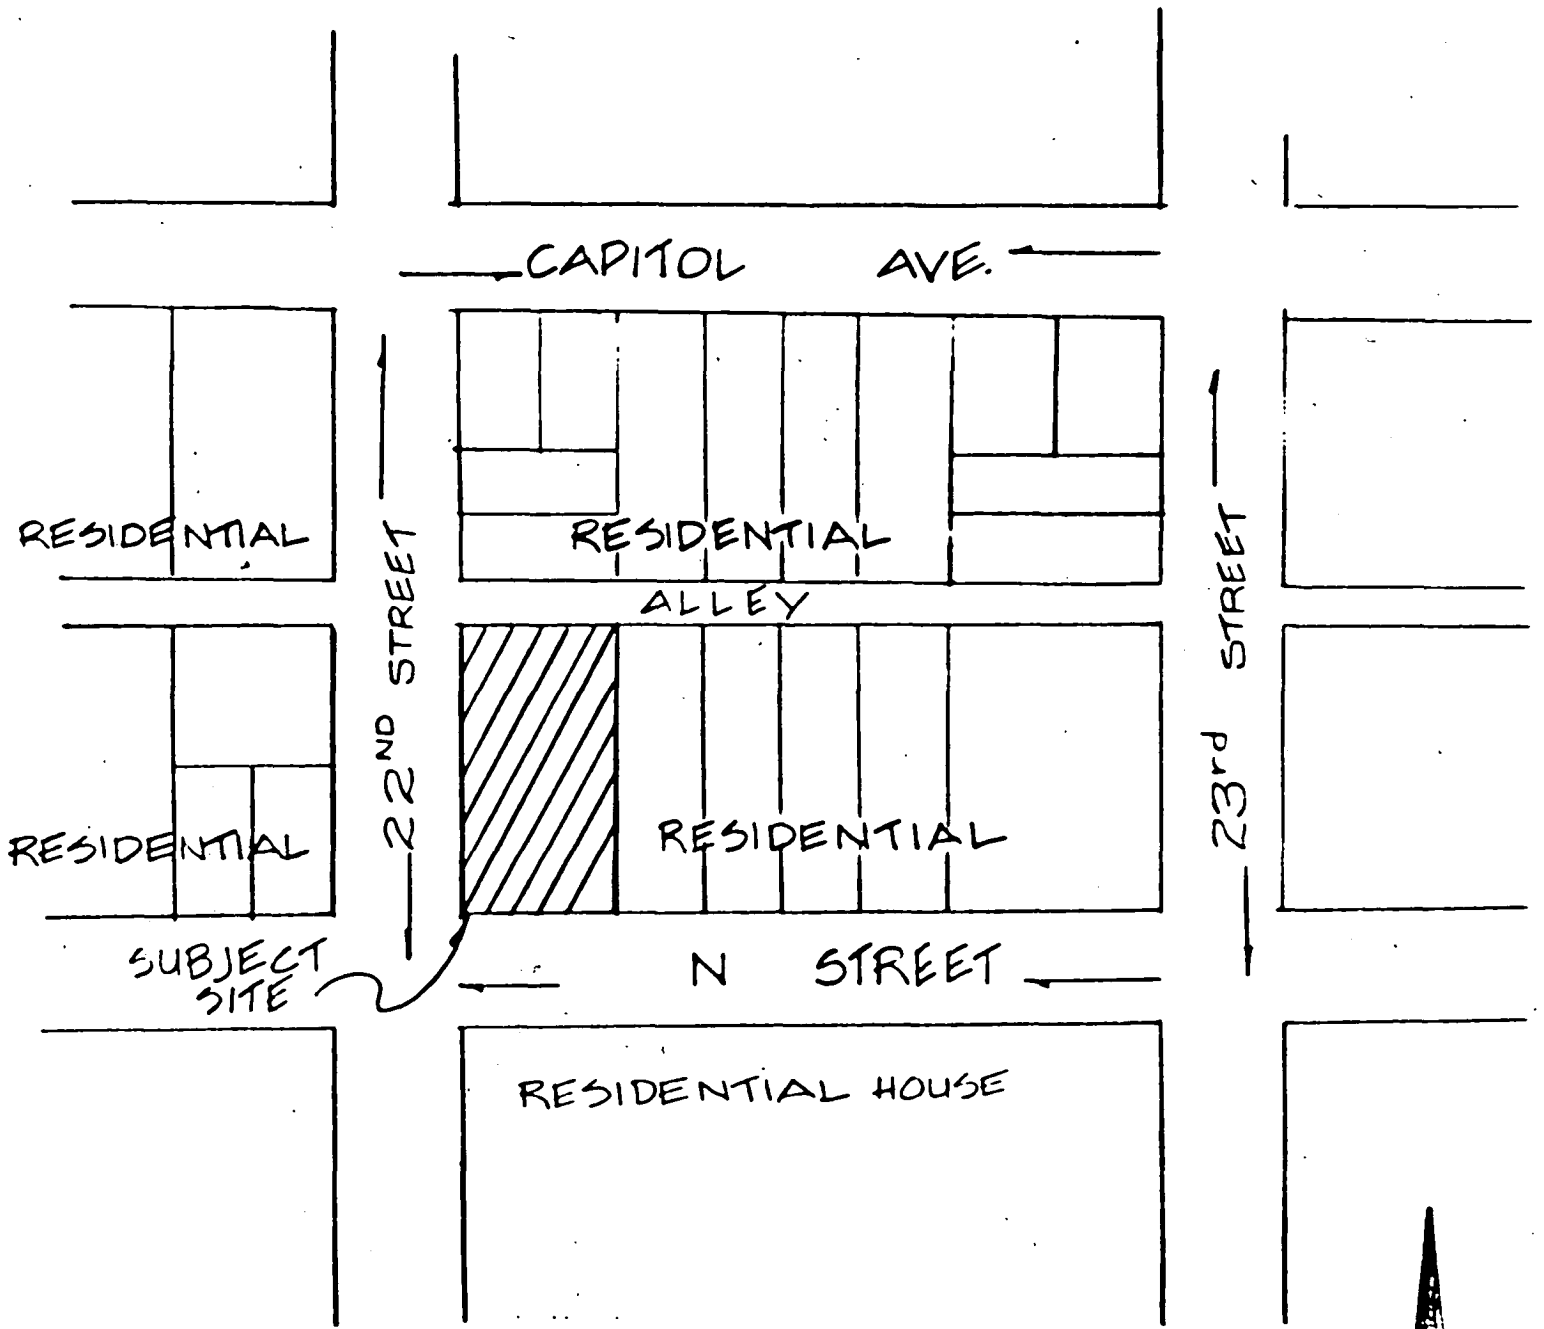 CAPITOL AVE.
RESIDENTIAL
RESIDENTIAL
ALLEY
22ND STREET
23rd STREET
RESIDENTIAL
RESIDENTIAL
SUBJECT
SITE
N STREET
RESIDENTIAL HOUSE